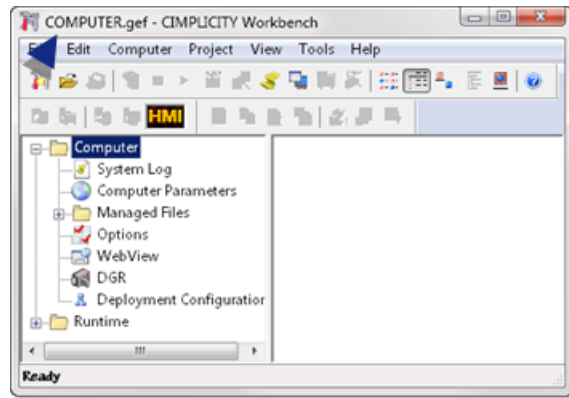 COMPUTER.gef - CIMPLICITY Workbench
Edit Computer Project View Tools Help
HMI
Computer
System Log
Computer Parameters
Managed Files
Options
WebView
DGR
Deployment Configuration
Runtime
Ready